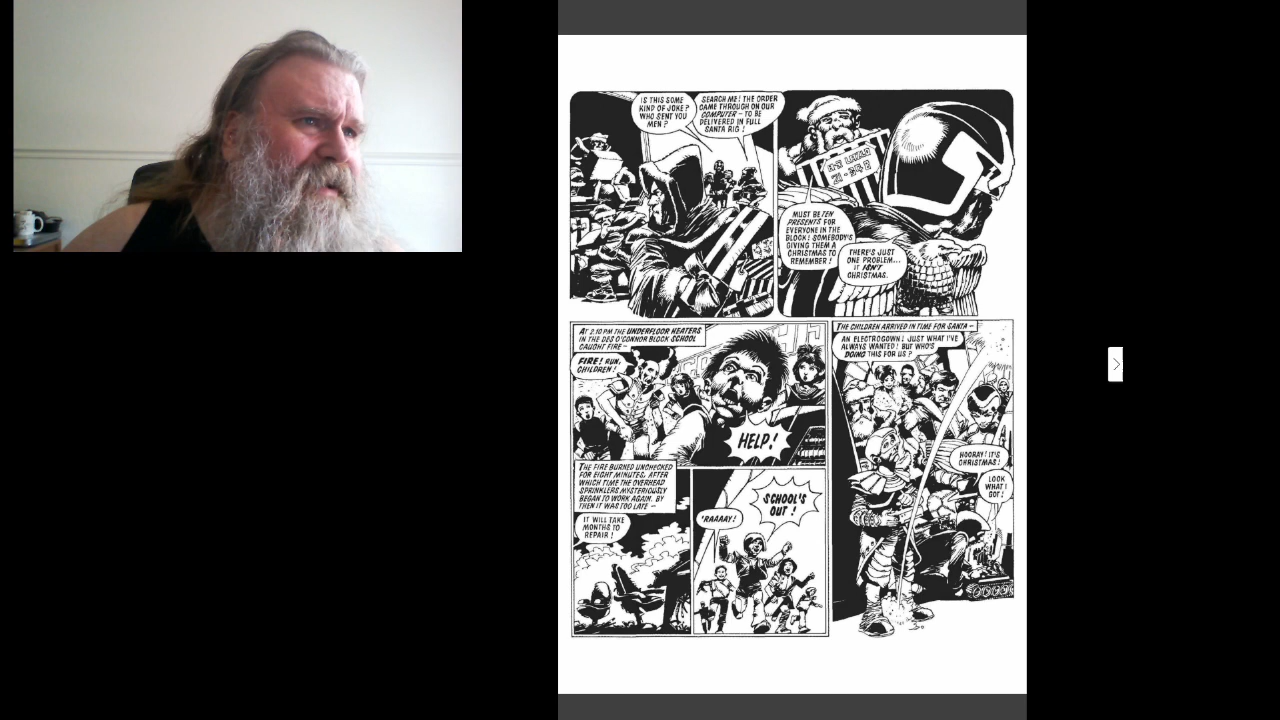 IS THIS SOME
KIND OF JOKE?
WHO SENT YOU
MEN?
SEARCH ME! THE ORDER
CAME THROUGH ON OUR
COMPUTER - TO BE
DELIVERED IN FULL
SANTA RIG!
MUST BE TEN
PRESENTS FOR
EVERYONE IN THE
BLOCK! SOMEBODY'S
GIVING THEM A
CHRISTMAS TO
REMEMBER!
THERE'S JUST
ONE PROBLEM...
IT ISN'T
CHRISTMAS.
AT 2.10 PM THE UNDERFLOOR HEATERS
IN THE DES O'CONNOR BLOCK SCHOOL
CAUGHT FIRE -
FIRE! RUN,
CHILDREN!
HELP!
THE FIRE BURNED UNCHECKED
FOR EIGHT MINUTES, AFTER
WHICH TIME THE OVERHEAD
SPRINKLERS MYSTERIOUSLY
BEGAN TO WORK AGAIN. BY
THEN IT WAS TOO LATE -
IT WILL TAKE
MONTHS TO
REPAIR!
SCHOOL'S
OUT!
'RAAAAY!
THE CHILDREN ARRIVED IN TIME FOR SANTA -
AN ELECTROGOWN! JUST WHAT I'VE
ALWAYS WANTED! BUT WHO'S
DOING THIS FOR US?
HOORAY! IT'S
CHRISTMAS!
LOOK
WHAT I
GOT!